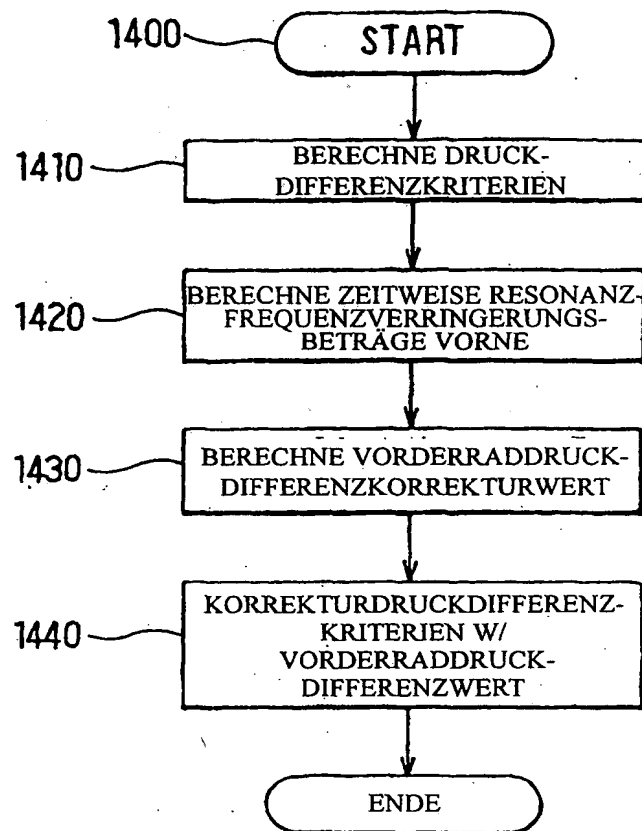 1400
START
1410
BERECHNE DRUCK-
DIFFERENZKRITERIEN
1420
BERECHNE ZEITWEISE RESONANZ-
FREQUENZVERRINGERUNGS-
BETRÄGE VORNE
1430
BERECHNE VORDERRADDRUCK-
DIFFERENZKORREKTURWERT
1440
KORREKTURDRUCKDIFFERENZ-
KRITERIEN W/
VORDERRADDRUCK-
DIFFERENZWERT
ENDE